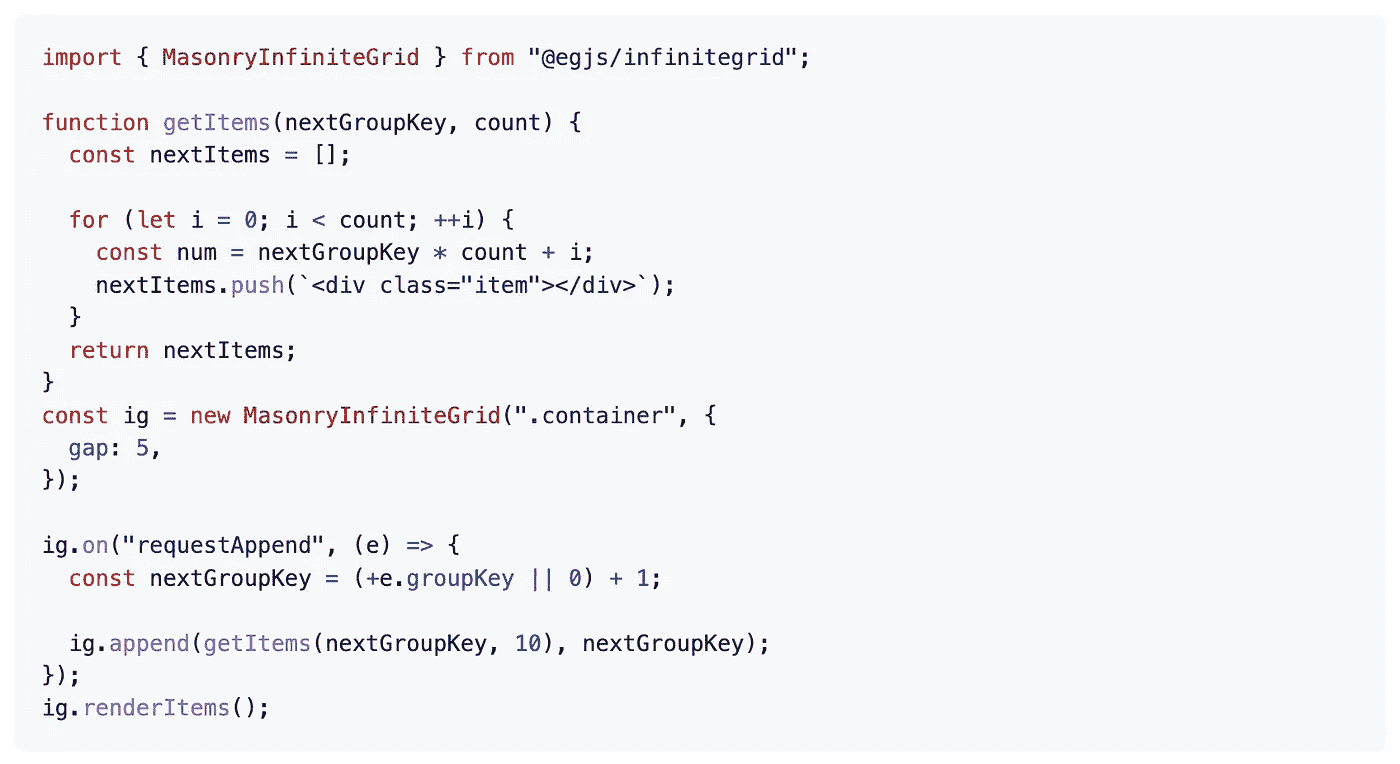 import { MasonryInfiniteGrid } from "@egjs/infinitegrid";

function getItems(nextGroupKey, count) {
  const nextItems = [];

  for (let i = 0; i < count; ++i) {
    const num = nextGroupKey * count + i;
    nextItems.push(`<div class="item"></div>`);
  }
  return nextItems;
}
const ig = new MasonryInfiniteGrid(".container", {
  gap: 5,
});

ig.on("requestAppend", (e) => {
  const nextGroupKey = (+e.groupKey || 0) + 1;

  ig.append(getItems(nextGroupKey, 10), nextGroupKey);
});
ig.renderItems();